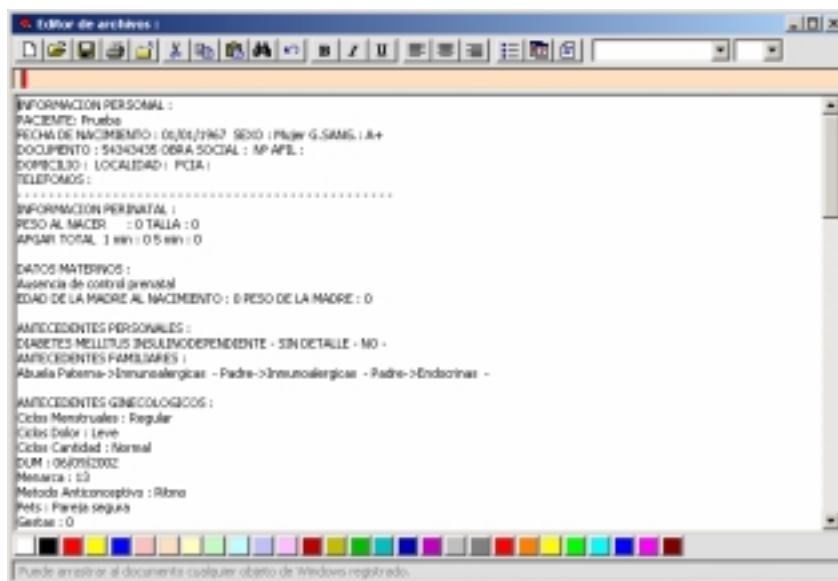 Editor de archivos :
B I U
INFORMACION PERSONAL :
PACIENTE: Prueba
FECHA DE NACIMIENTO : 01/01/1967 SEXO : Mujer G.SANG. : A+
DOCUMENTO : 54343435 OBRA SOCIAL : Nº AFIL :
DOMICILIO : LOCALIDAD : PCIA :
TELEFONOS :
INFORMACION PERINATAL :
PESO AL NACER : 0 TALLA : 0
APGAR TOTAL 1 min : 0 5 min : 0
DATOS MATERNOS :
Ausencia de control prenatal
EDAD DE LA MADRE AL NACIMIENTO : 0 PESO DE LA MADRE : 0
ANTECEDENTES PERSONALES :
DIABETES MELLITUS INSULINODEPENDIENTE - SIN DETALLE - NO -
ANTECEDENTES FAMILIARES :
Abuela Paterna->Inmunoalergicas - Padre->Inmunoalergicas - Padre->Endocrinas -
ANTECEDENTES GINECOLOGICOS :
Ciclos Menstruales : Regular
Ciclos Dolor : Leve
Ciclos Cantidad : Normal
DUM : 06/09/2002
Menarca : 13
Metodo Anticonceptivo : Ritmo
Pets : Pareja segura
Gestas : 0
Puede arrastrar al documento cualquier objeto de Windows registrado.